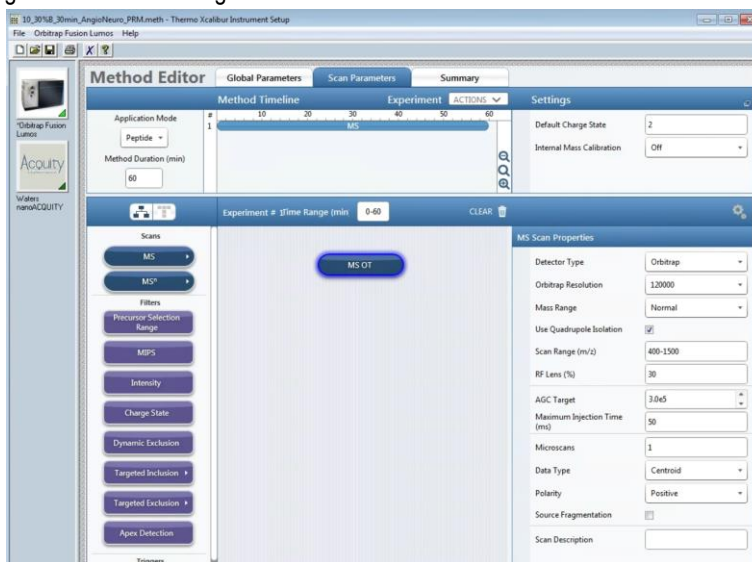 10_30%B_30min_AngioNeuro_PRM.meth - Thermo Xcalibur Instrument Setup
File Orbitrap Fusion Lumos Help
Method Editor
Global Parameters
Scan Parameters
Summary
Method Timeline
Experiment
ACTIONS
Settings
Application Mode
Peptide
Method Duration (min)
60
# 10 20 30 40 50 60
1 MS
Default Charge State 2
Internal Mass Calibration Off
Orbitrap Fusion
Lumos
Acquity
Waters
nanoACQUITY
Experiment # 1Time Range (min 0-60
CLEAR
Scans
MS
MSⁿ
Filters
Precursor Selection
Range
MIPS
Intensity
Charge State
Dynamic Exclusion
Targeted Inclusion
Targeted Exclusion
Apex Detection
Triggers
MS OT
MS Scan Properties
Detector Type Orbitrap
Orbitrap Resolution 120000
Mass Range Normal
Use Quadrupole Isolation
Scan Range (m/z) 400-1500
RF Lens (%) 30
AGC Target 3.0e5
Maximum Injection Time
(ms) 50
Microscans 1
Data Type Centroid
Polarity Positive
Source Fragmentation
Scan Description